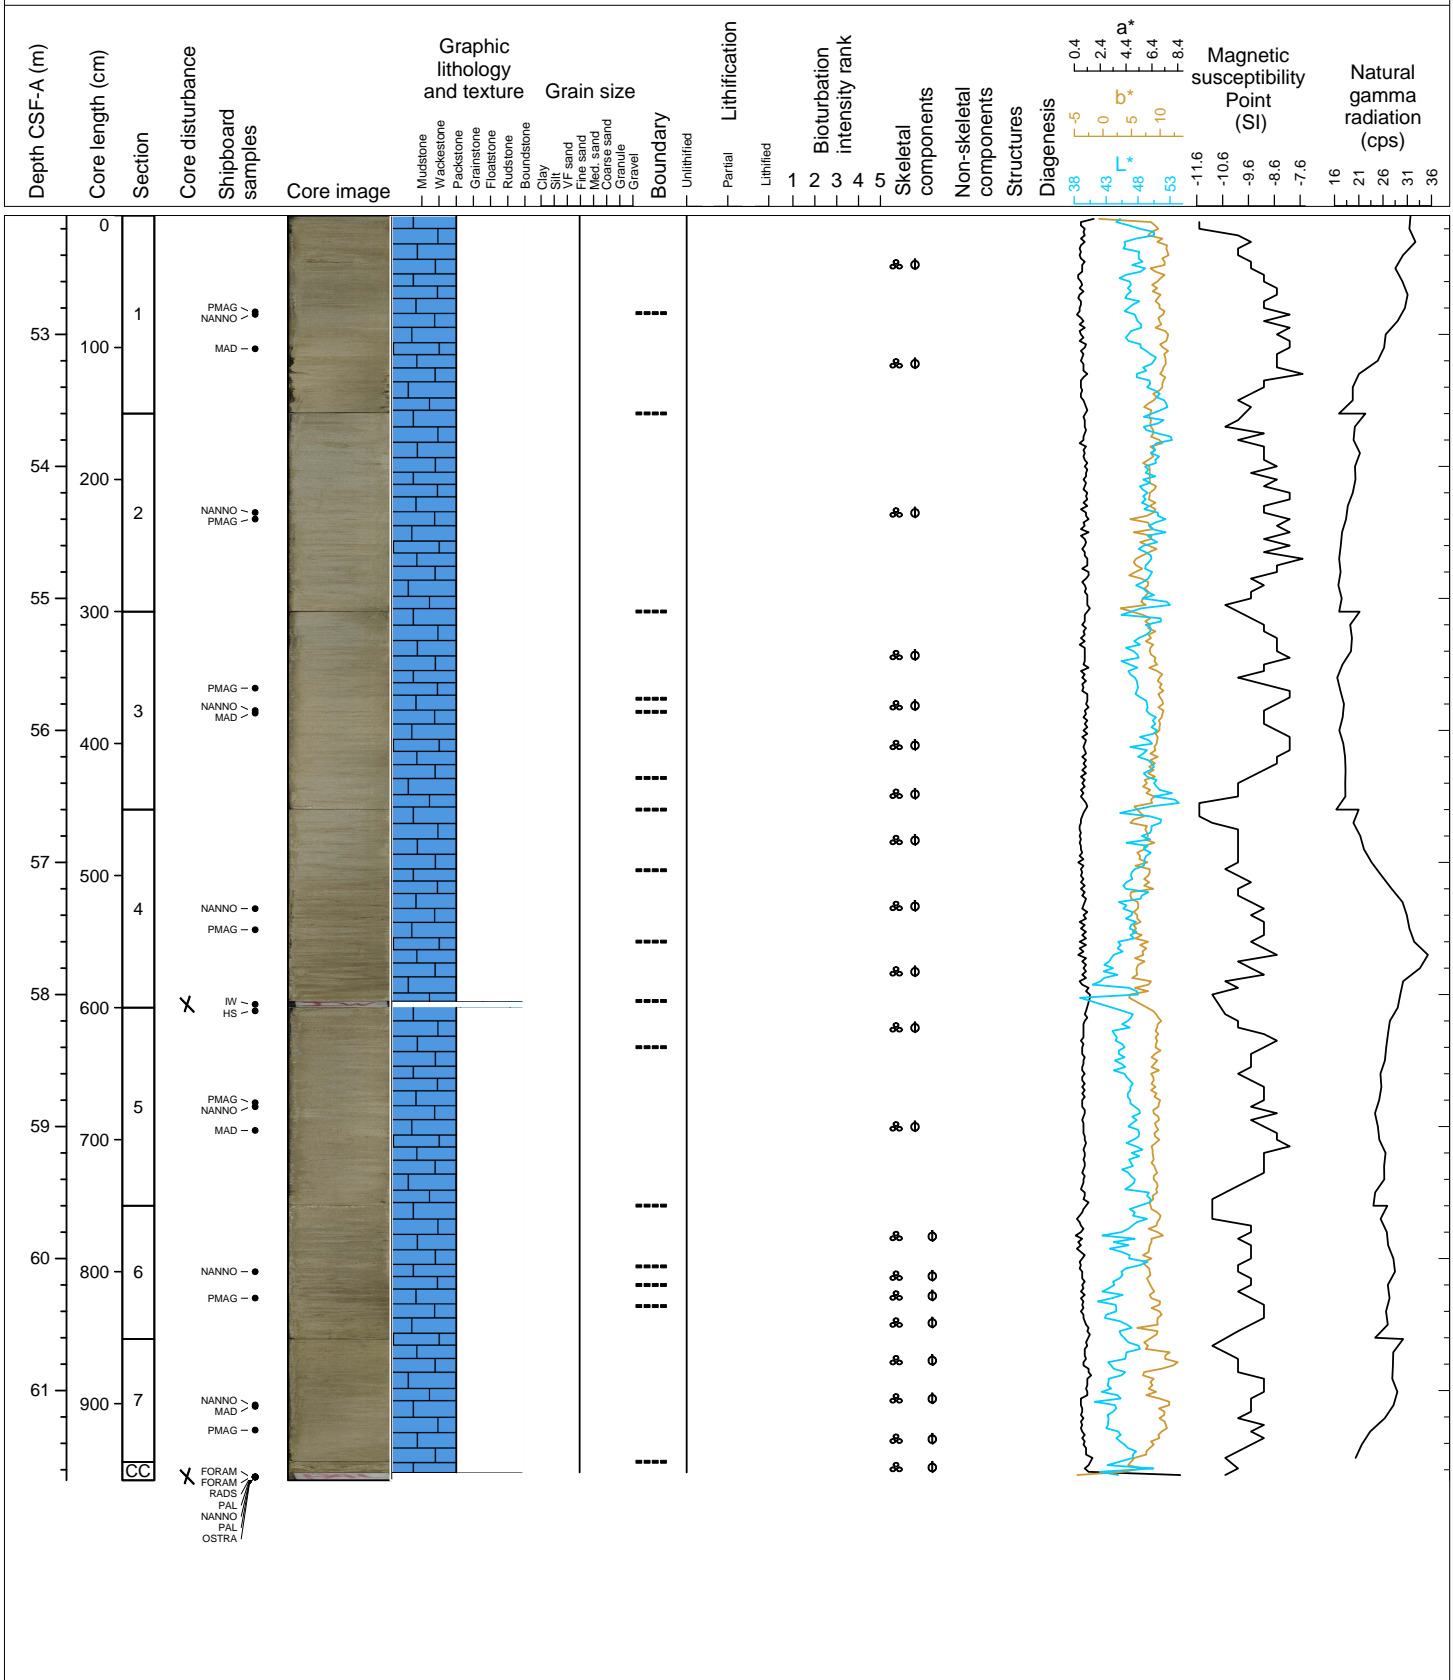 Depth CSF-A (m)
Core length (cm)
Section
Core disturbance
Shipboard
samples
Core image
Graphic
lithology
and texture
Mudstone
Wackestone
Packstone
Grainstone
Floatstone
Rudstone
Boundstone
Grain size
Clay
Silt
VF sand
Fine sand
Med. sand
Coarse sand
Granule
Gravel
Boundary
Lithification
Unlithified
Partial
Lithified
Bioturbation
intensity rank
1 2 3 4 5
Skeletal
components
Non-skeletal
components
Structures
Diagenesis
a*
0.4 2.4 4.4 6.4 8.4
b*
-5 0 5 10
L*
38 43 48 53
Magnetic
susceptibility
Point
(SI)
-11.6 -10.6 -9.6 -8.6 -7.6
Natural
gamma
radiation
(cps)
16 21 26 31 36
53
54
55
56
57
58
59
60
61
0
100
200
300
400
500
600
700
800
900
1
2
3
4
5
6
7
CC
PMAG
NANNO
MAD
NANNO
PMAG
PMAG
NANNO
MAD
NANNO
PMAG
IW
HS
PMAG
NANNO
MAD
NANNO
PMAG
NANNO
MAD
PMAG
FORAM
FORAM
RADS
PAL
NANNO
PAL
OSTRA